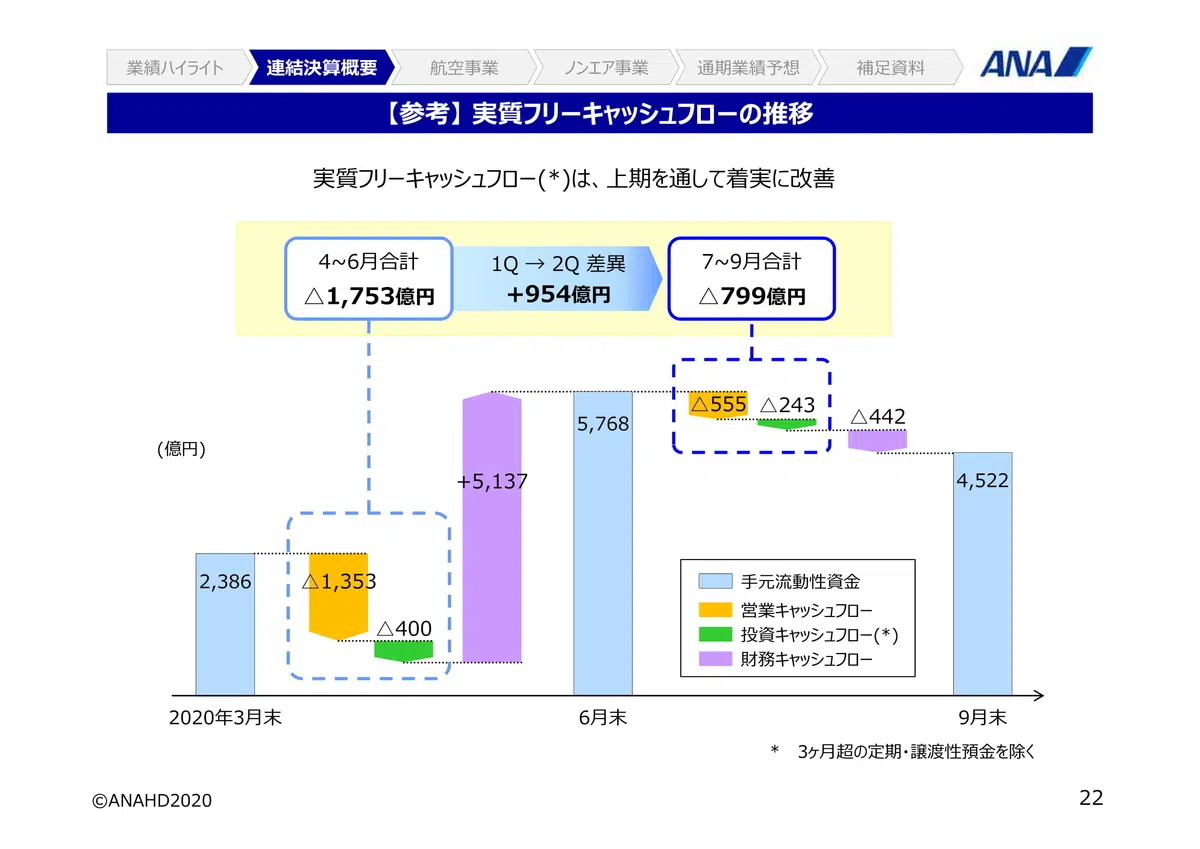 業績ハイライト
連結決算概要
航空事業
ノンエア事業
通期業績予想
補足資料
ANA
【参考】実質フリーキャッシュフローの推移
実質フリーキャッシュフロー(*)は、上期を通して着実に改善
4~6月合計
△1,753億円
1Q → 2Q 差異
+954億円
7~9月合計
△799億円
(億円)
2,386
△1,353
△400
+5,137
5,768
△555
△243
△442
4,522
手元流動性資金
営業キャッシュフロー
投資キャッシュフロー(*)
財務キャッシュフロー
2020年3月末
6月末
9月末
* 3ヶ月超の定期・譲渡性預金を除く
©ANAHD2020
22